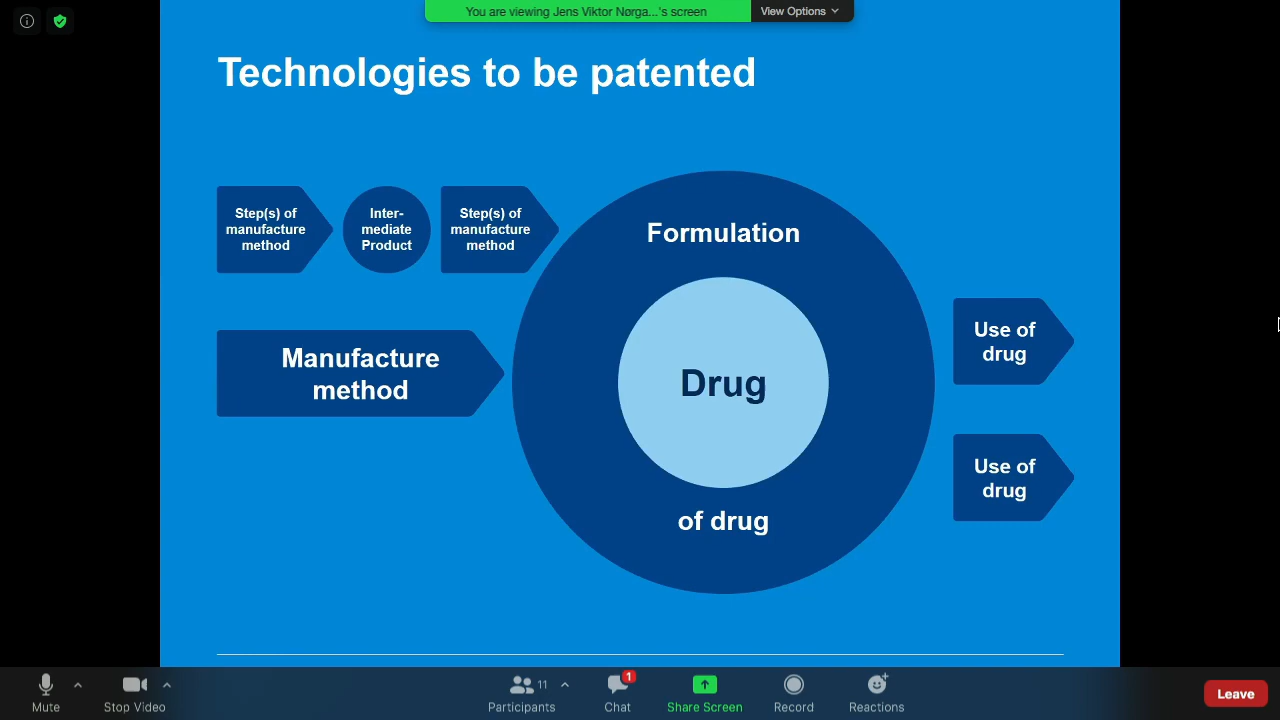 You are viewing Jens Viktor Nørga...'s screen
View Options
Technologies to be patented
Step(s) of
manufacture
method
Inter-
mediate
Product
Step(s) of
manufacture
method
Formulation
Manufacture
method
Drug
of drug
Use of
drug
Use of
drug
Mute
Stop Video
Participants
11
Chat
1
Share Screen
Record
Reactions
Leave